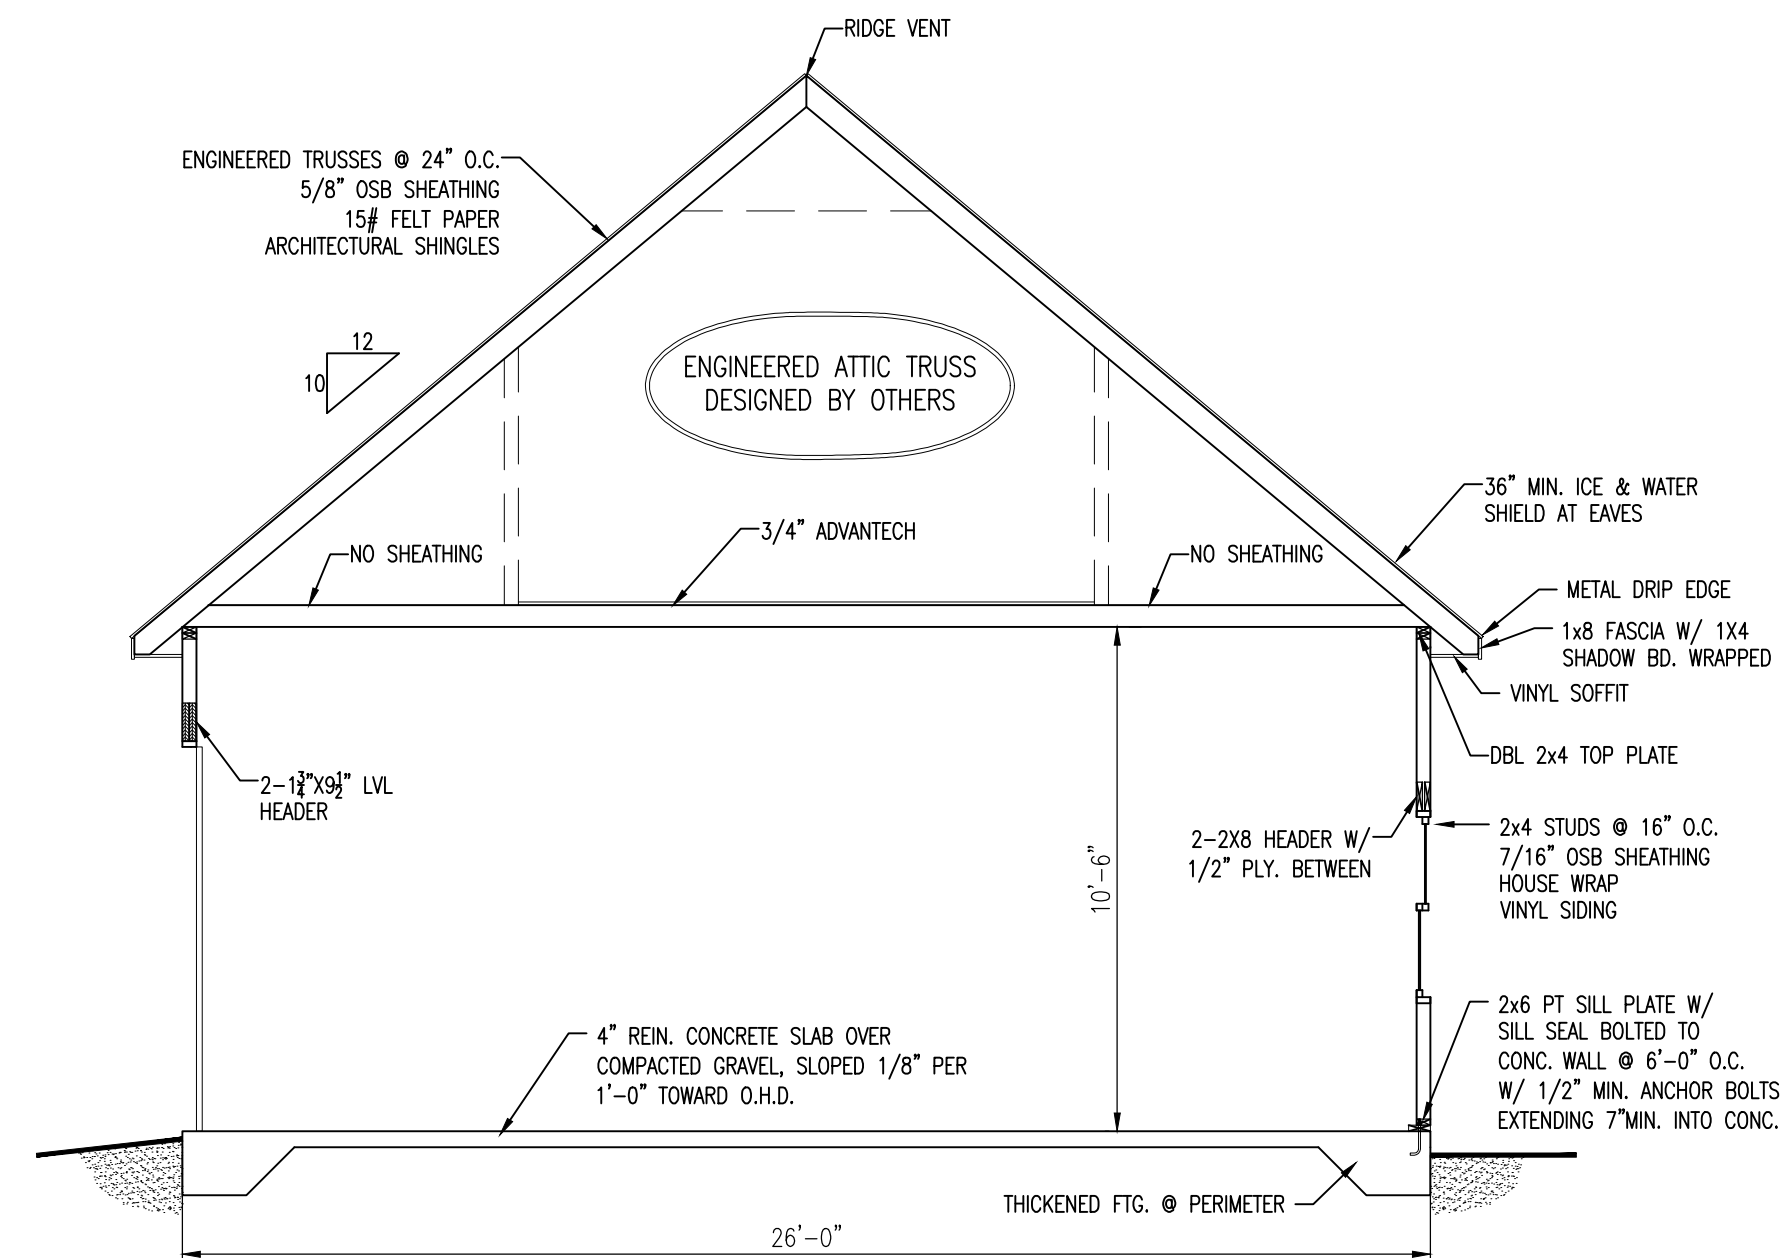 RIDGE VENT
ENGINEERED TRUSSES @ 24" O.C.
5/8" OSB SHEATHING
15# FELT PAPER
ARCHITECTURAL SHINGLES
12
10
ENGINEERED ATTIC TRUSS
DESIGNED BY OTHERS
36" MIN. ICE & WATER
SHIELD AT EAVES
3/4" ADVANTECH
NO SHEATHING
NO SHEATHING
METAL DRIP EDGE
1x8 FASCIA W/ 1X4
SHADOW BD. WRAPPED
VINYL SOFFIT
DBL 2x4 TOP PLATE
2-1 3/4"X9 1/2" LVL
HEADER
2-2X8 HEADER W/
1/2" PLY. BETWEEN
10'-6"
2x4 STUDS @ 16" O.C.
7/16" OSB SHEATHING
HOUSE WRAP
VINYL SIDING
4" REIN. CONCRETE SLAB OVER
COMPACTED GRAVEL, SLOPED 1/8" PER
1'-0" TOWARD O.H.D.
2x6 PT SILL PLATE W/
SILL SEAL BOLTED TO
CONC. WALL @ 6'-0" O.C.
W/ 1/2" MIN. ANCHOR BOLTS
EXTENDING 7"MIN. INTO CONC.
THICKENED FTG. @ PERIMETER
26'-0"